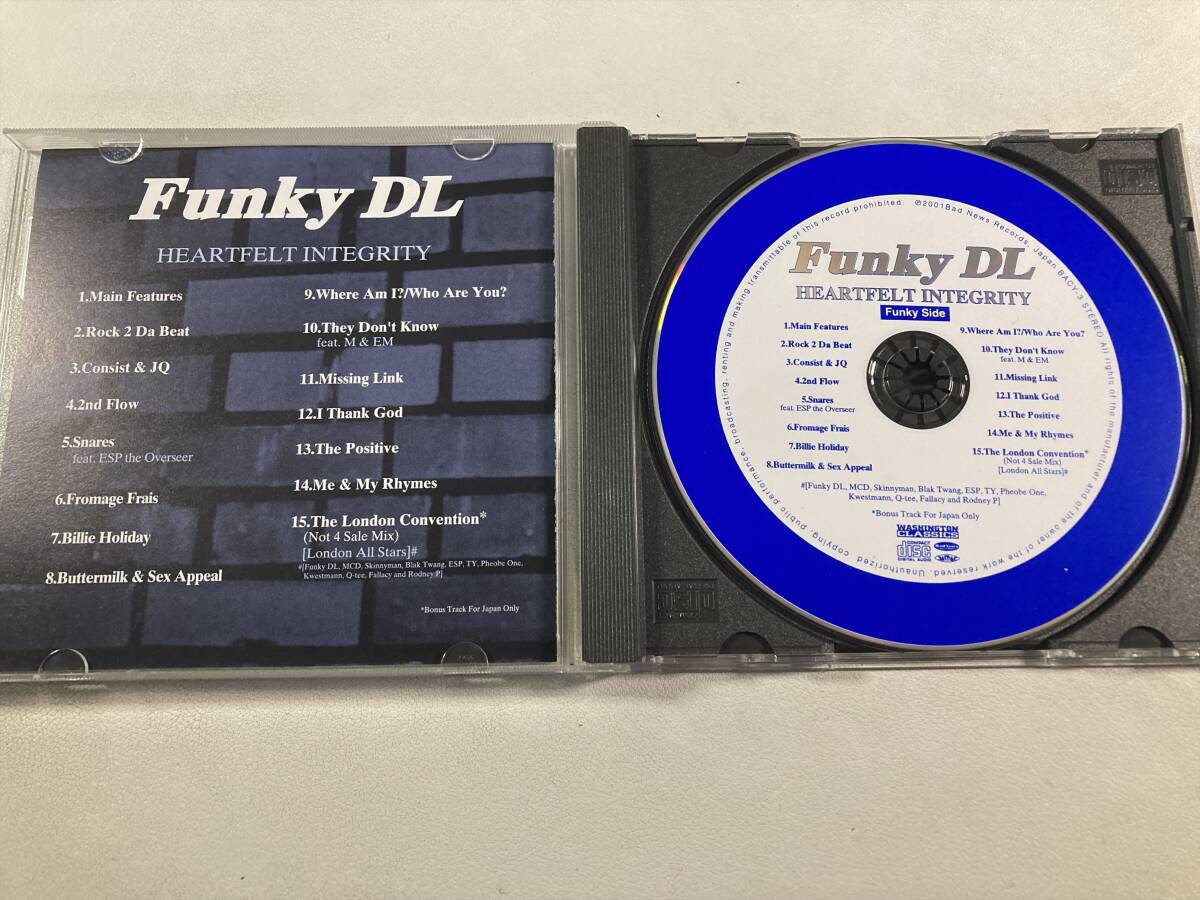 Funky DL
HEARTFELT INTEGRITY
1.Main Features
2.Rock 2 Da Beat
3.Consist & JQ
4.2nd Flow
5.Snares
feat. ESP the Overseer
6.Fromage Frais
7.Billie Holiday
8.Buttermilk & Sex Appeal
9.Where Am I?/Who Are You?
10.They Don't Know
feat. M & EM
11.Missing Link
12.I Thank God
13.The Positive
14.Me & My Rhymes
15.The London Convention*
(Not 4 Sale Mix)
[London All Stars]#
#[Funky DL, MCD, Skinnyman, Blak Twang, ESP, TY, Pheobe One,
Kwestmann, Q-tee, Fallacy and Rodney P]
*Bonus Track For Japan Only
℗2001Bad News Records, Japan BACY-3 STEREO All rights of the manufacturer and of the owner of the work reserved. Unauthorized copying, public performance, broadcasting, renting and making transmittable of this record prohibited.
Funky DL
HEARTFELT INTEGRITY
Funky Side
1.Main Features
2.Rock 2 Da Beat
3.Consist & JQ
4.2nd Flow
5.Snares
feat. ESP the Overseer
6.Fromage Frais
7.Billie Holiday
8.Buttermilk & Sex Appeal
9.Where Am I?/Who Are You?
10.They Don't Know
feat. M & EM
11.Missing Link
12.I Thank God
13.The Positive
14.Me & My Rhymes
15.The London Convention*
(Not 4 Sale Mix)
[London All Stars]#
#[Funky DL, MCD, Skinnyman, Blak Twang, ESP, TY, Pheobe One,
Kwestmann, Q-tee, Fallacy and Rodney P]
*Bonus Track For Japan Only
WASHINGTON
CLASSICS
COMPACT
disc
DIGITAL AUDIO